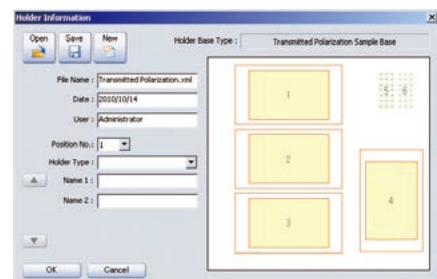 Holder Information
Open Save New
Holder Base Type : Transmitted Polarization Sample Base
File Name : Transmitted Polarization.xml
Date : 2010/10/14
User : Administrator
Position No.: 1
Holder Type :
Name 1 :
Name 2 :
OK Cancel
1
2
3
4